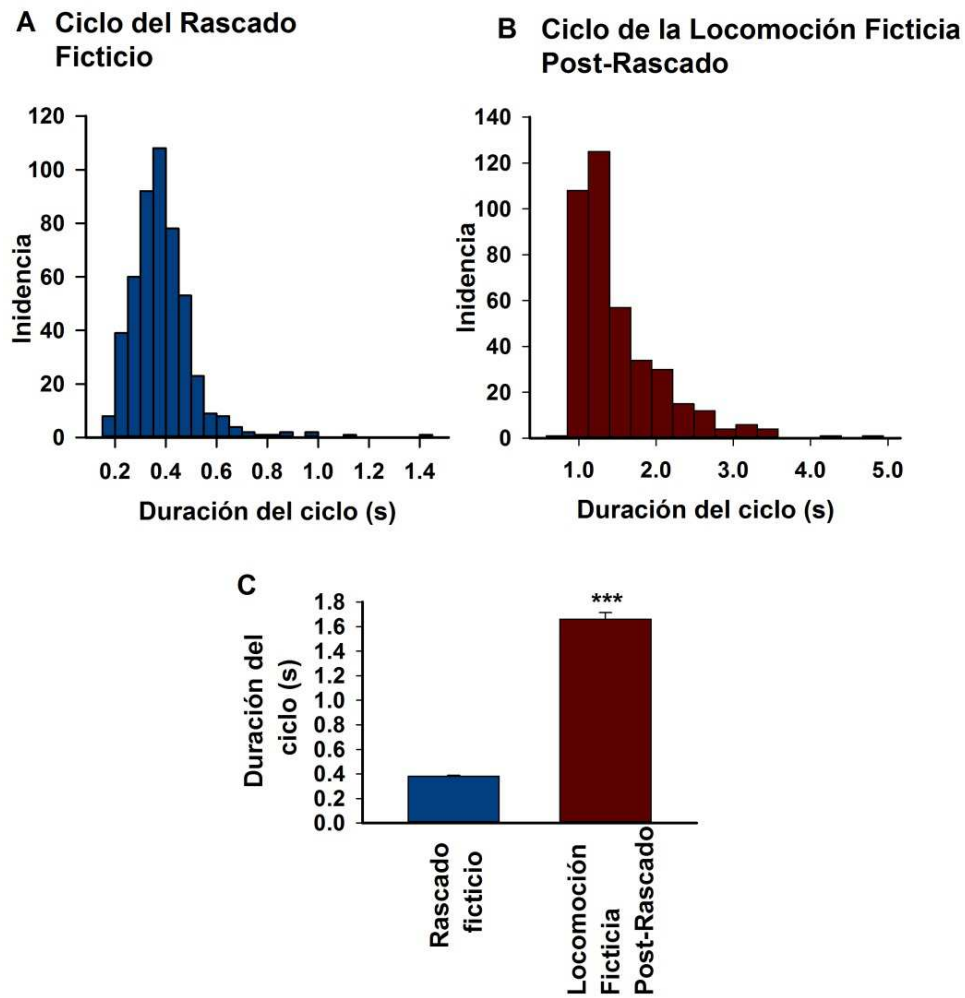 A Ciclo del Rascado
Ficticio
B Ciclo de la Locomoción Ficticia
Post-Rascado
Inidencia
120
100
80
60
40
20
0
0.2 0.4 0.6 0.8 1.0 1.2 1.4
Duración del ciclo (s)
Inidencia
140
120
100
80
60
40
20
0
1.0 2.0 3.0 4.0 5.0
Duración del ciclo (s)
C
Duración del
ciclo (s)
1.8
1.6
1.4
1.2
1.0
0.8
0.6
0.4
0.2
0.0
***
Rascado
ficticio
Locomoción
Ficticia
Post-Rascado